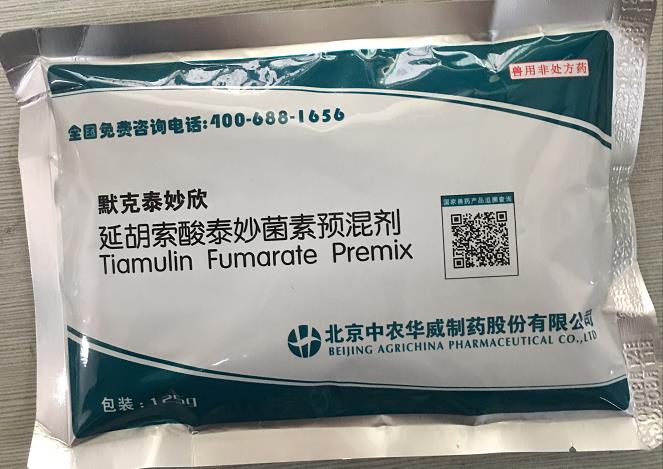 兽用非处方药
全国免费咨询电话:400-688-1656
默克泰妙欣
国家兽药产品追溯查询
延胡索酸泰妙菌素预混剂
Tiamulin Fumarate Premix
北京中农华威制药股份有限公司
BEIJING AGRICHINA PHARMACEUTICAL CO.,LTD
包装:125g